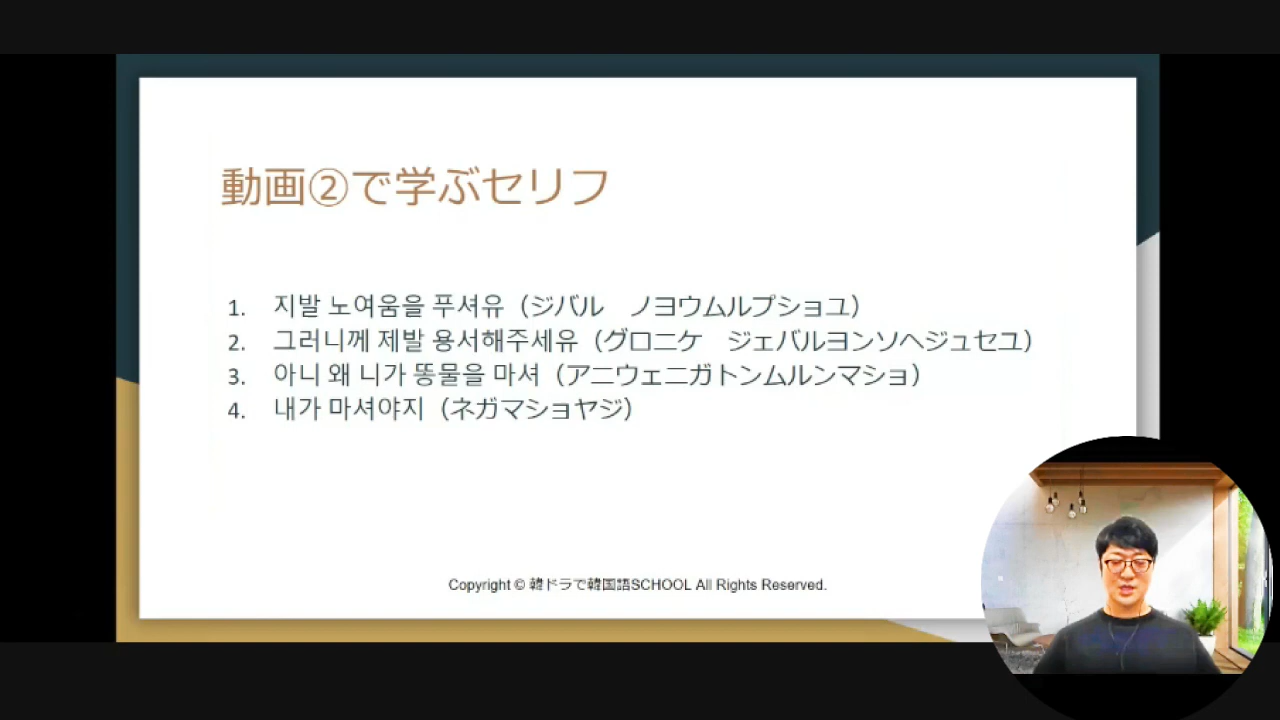 動画②で学ぶセリフ
1. 지발 노여움을 푸셔유（ジバル　ノヨウムルプショユ）
2. 그러니께 제발 용서해주세유（グロニケ　ジェバルヨンソヘジュセユ）
3. 아니 왜 니가 똥물을 마셔（アニウェニガトンムルンマショ）
4. 내가 마셔야지（ネガマショヤジ）
Copyright © 韓ドラで韓国語SCHOOL All Rights Reserved.